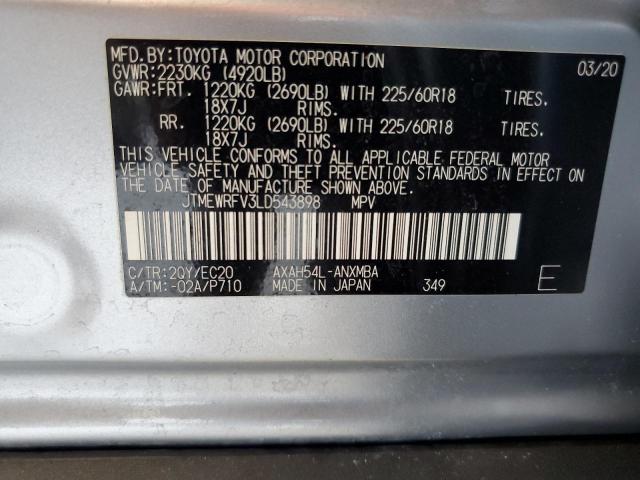 MFD.BY:TOYOTA MOTOR CORPORATION 03/20
GVWR:2230KG (4920LB)
GAWR:FRT. 1220KG (2690LB) WITH 225/60R18 TIRES.
18X7J RIMS.
RR. 1220KG (2690LB) WITH 225/60R18 TIRES.
18X7J RIMS.
THIS VEHICLE CONFORMS TO ALL APPLICABLE FEDERAL MOTOR
VEHICLE SAFETY AND THEFT PREVENTION STANDARDS IN EFFECT ON
THE DATE OF MANUFACTURE SHOWN ABOVE.
JTMEWRFV3LD543898 MPV
C/TR:2QY/EC20 AXAH54L-ANXMBA
A/TM:-02A/P710 MADE IN JAPAN 349 E